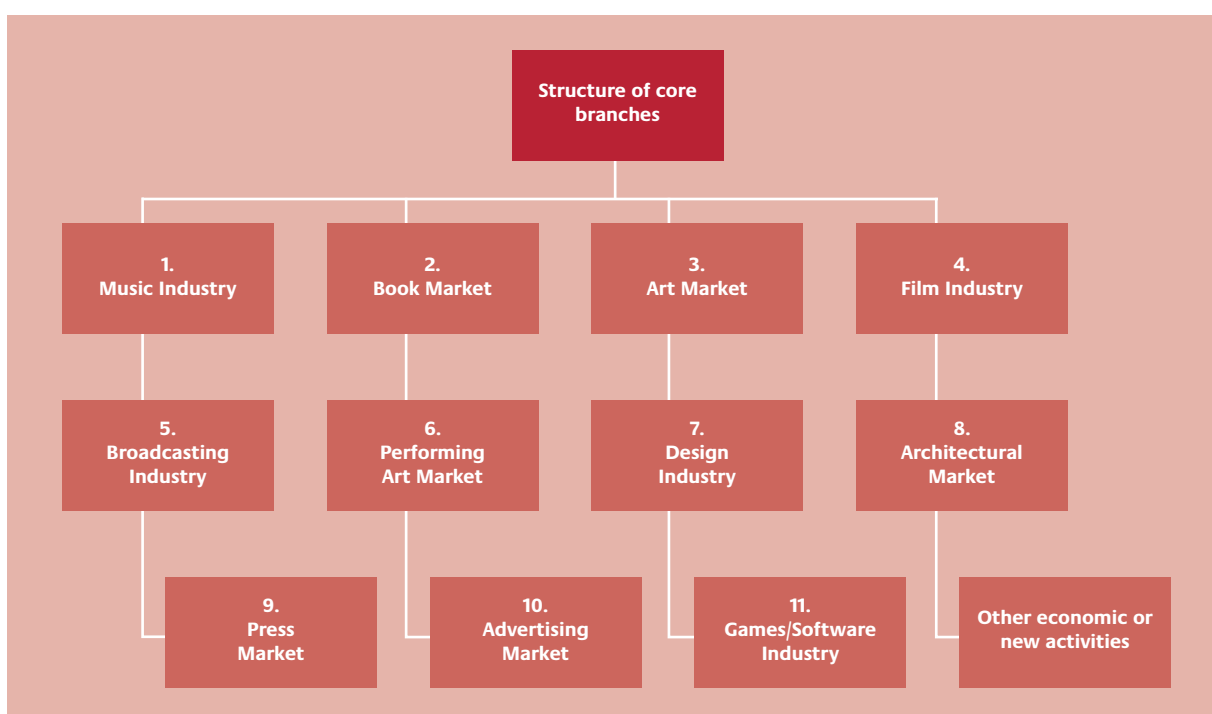 Structure of core
branches
1.
Music Industry
2.
Book Market
3.
Art Market
4.
Film Industry
5.
Broadcasting
Industry
6.
Performing
Art Market
7.
Design
Industry
8.
Architectural
Market
9.
Press
Market
10.
Advertising
Market
11.
Games/Software
Industry
Other economic or
new activities